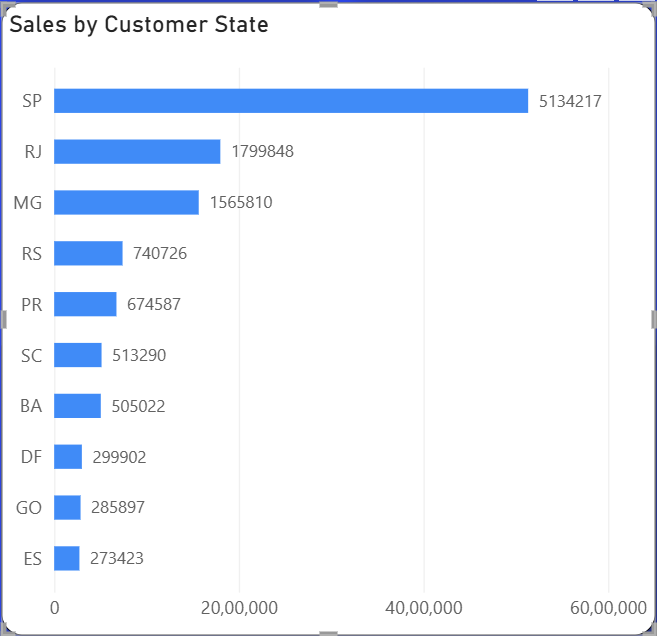 Sales by Customer State
SP 5134217
RJ 1799848
MG 1565810
RS 740726
PR 674587
SC 513290
BA 505022
DF 299902
GO 285897
ES 273423
0 20,00,000 40,00,000 60,00,000